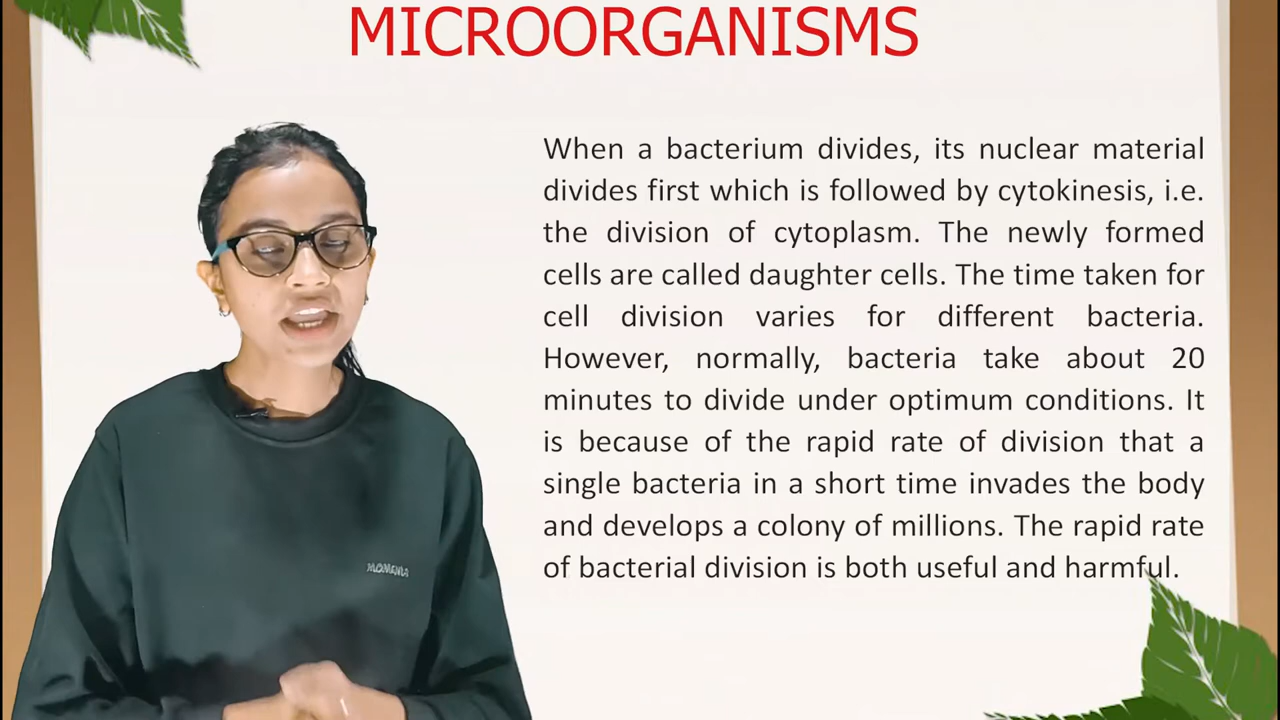 MICROORGANISMS
When a bacterium divides, its nuclear material
divides first which is followed by cytokinesis, i.e.
the division of cytoplasm. The newly formed
cells are called daughter cells. The time taken for
cell division varies for different bacteria.
However, normally, bacteria take about 20
minutes to divide under optimum conditions. It
is because of the rapid rate of division that a
single bacteria in a short time invades the body
and develops a colony of millions. The rapid rate
of bacterial division is both useful and harmful.